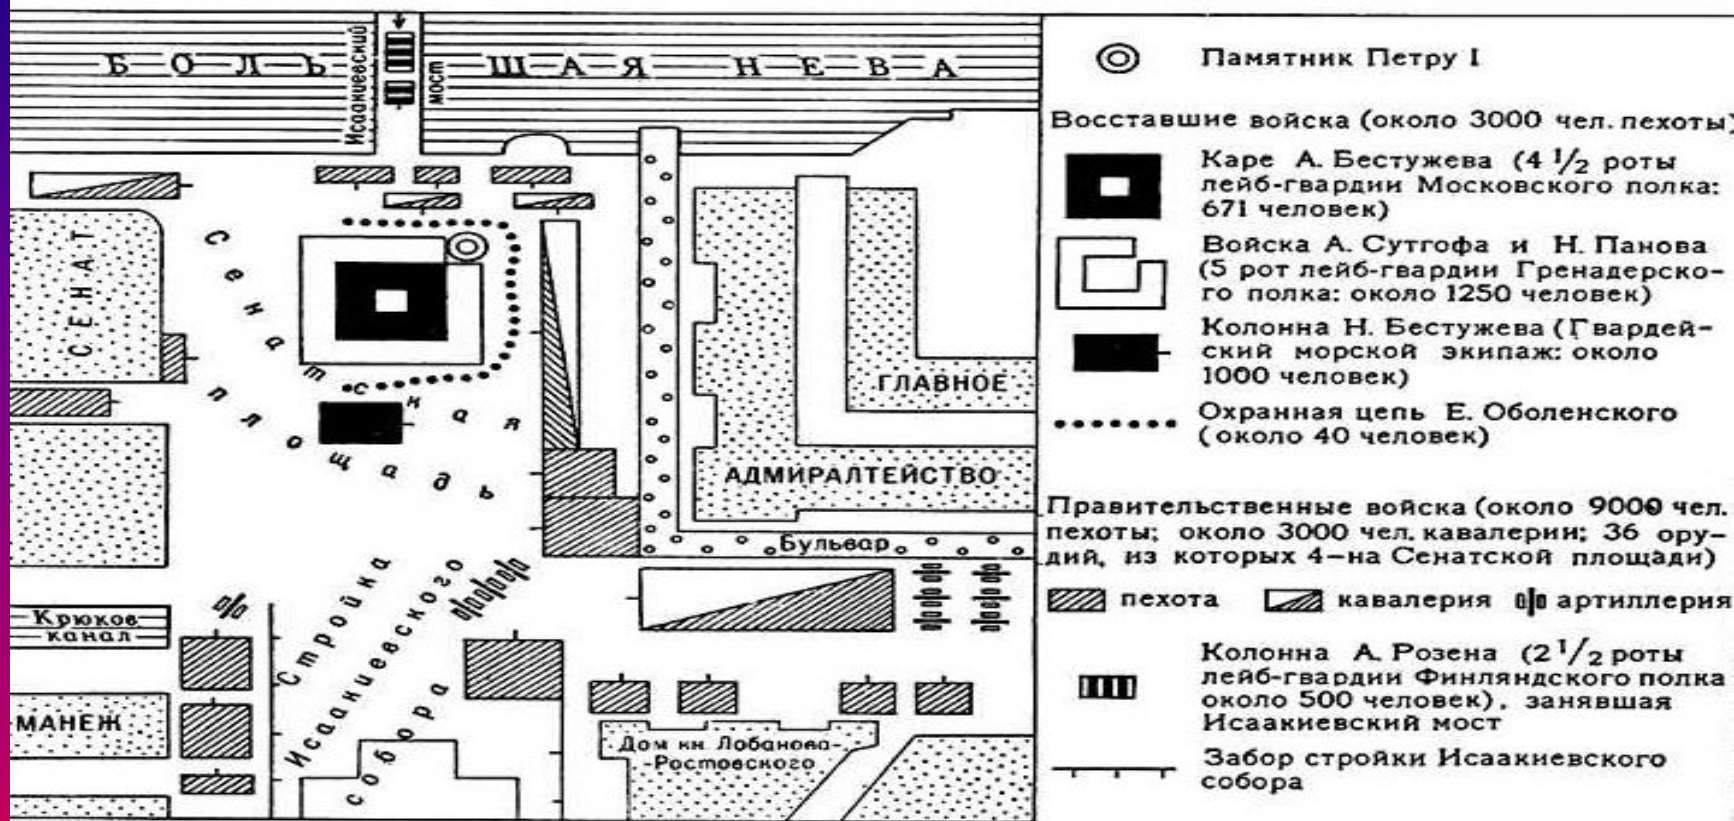 БОЛЬШАЯ НЕВА
Исаакиевский
мост
СЕНАТ
Сенатская
площадь
ГЛАВНОЕ
АДМИРАЛТЕЙСТВО
Бульвар
Крюков
канал
МАНЕЖ
Стройка
Исаакиевского
собора
Дом кн. Лобанова-
-Ростовского
Памятник Петру I
Восставшие войска (около 3000 чел. пехоты)
Каре А. Бестужева (4 1/2 роты
лейб-гвардии Московского полка:
671 человек)
Войска А. Сутгофа и Н. Панова
(5 рот лейб-гвардии Гренадерско-
го полка: около 1250 человек)
Колонна Н. Бестужева (Гвардей-
ский морской экипаж: около
1000 человек)
Охранная цепь Е. Оболенского
(около 40 человек)
Правительственные войска (около 9000 чел.
пехоты; около 3000 чел. кавалерии; 36 ору-
дий, из которых 4-на Сенатской площади)
пехота кавалерия артиллерия
Колонна А. Розена (2 1/2 роты
лейб-гвардии Финляндского полка
около 500 человек), занявшая
Исаакиевский мост
Забор стройки Исаакиевского
собора